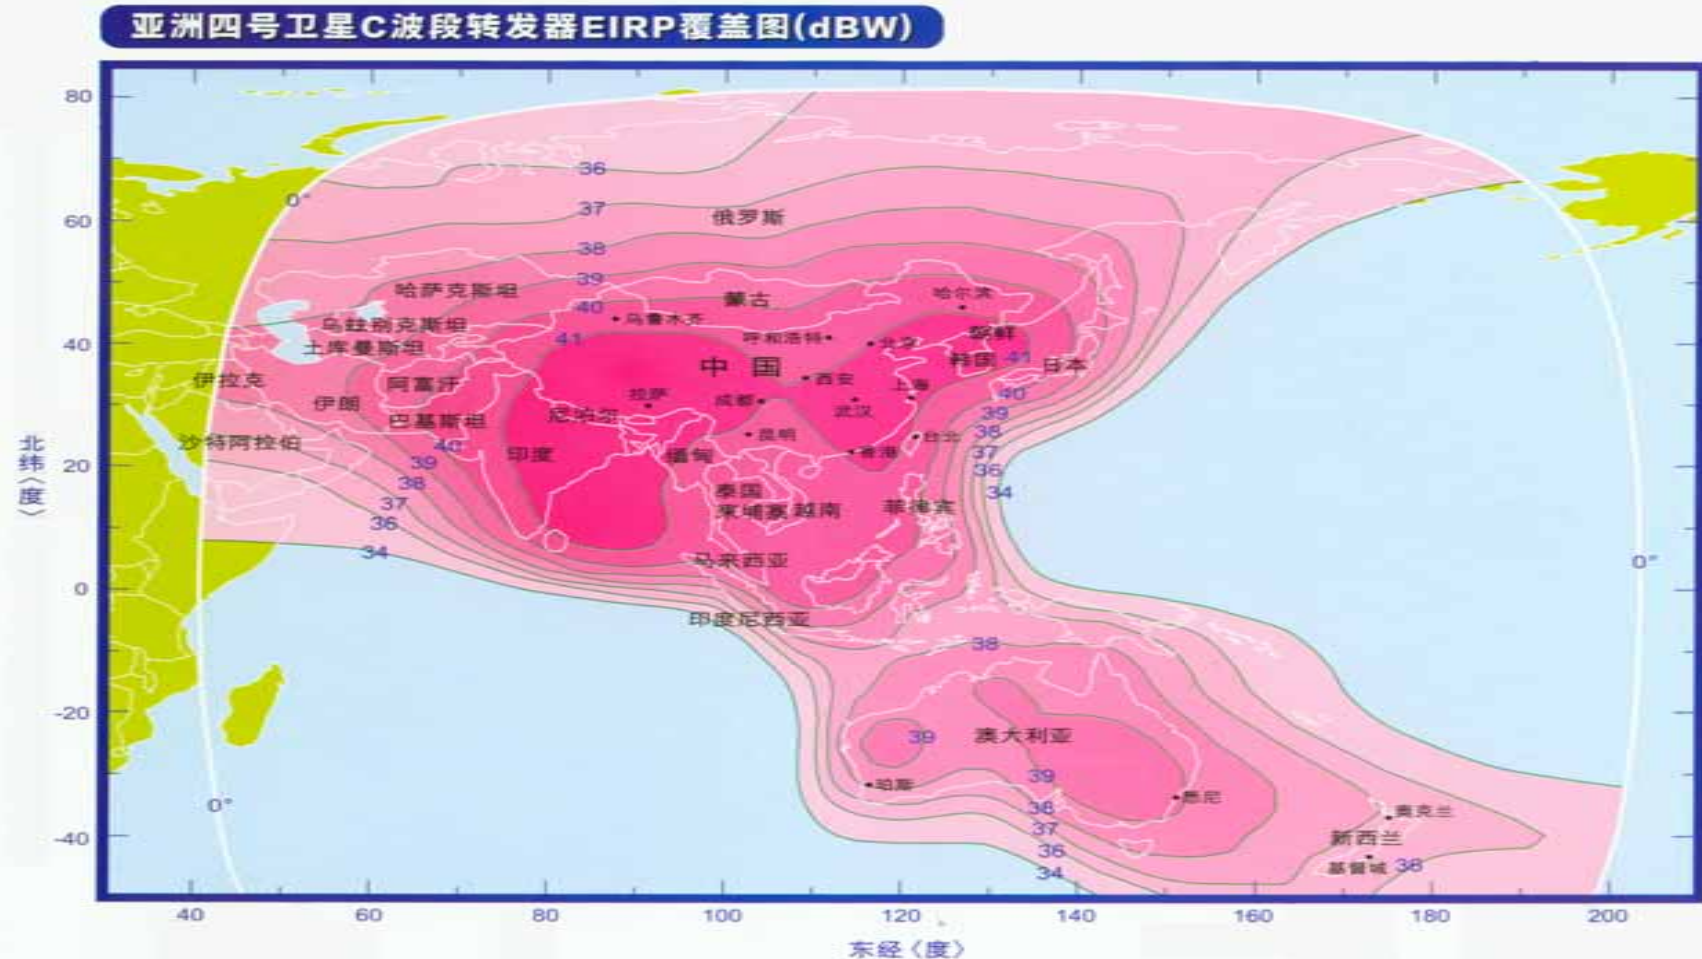 亚洲四号卫星C波段转发器EIRP覆盖图(dBW)
80
60
40
20
0
-20
-40
北纬〈度〉
0°
36
37
俄罗斯
38
39
哈萨克斯坦
蒙古
哈尔滨
40
乌鲁木齐
乌兹别克斯坦
41
呼和浩特
北京
朝鲜
土库曼斯坦
韩国
41
日本
中国
伊拉克
阿富汗
西安
上海
拉萨
成都
40
伊朗
巴基斯坦
尼泊尔
武汉
39
沙特阿拉伯
40
昆明
台北
38
印度
缅甸
香港
37
39
36
38
泰国
34
37
柬埔寨
越南
菲律宾
36
34
马来西亚
0°
印度尼西亚
38
39
澳大利亚
39
珀斯
悉尼
0°
38
奥克兰
37
新西兰
36
基督城
36
34
40
60
80
100
120
140
160
180
200
东经〈度〉